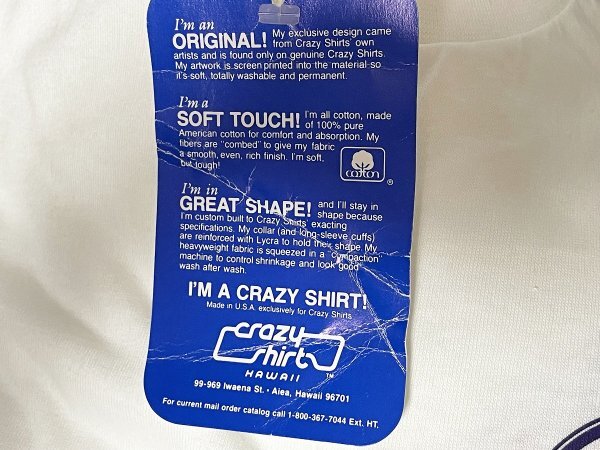 I'm an
ORIGINAL! My exclusive design came
from Crazy Shirts' own
artists and is found only on genuine Crazy Shirts.
My artwork is screen printed into the material so
it's soft, totally washable and permanent.
I'm a
SOFT TOUCH! I'm all cotton, made
of 100% pure
American cotton for comfort and absorption. My
fibers are "combed" to give my fabric
a smooth, even, rich finish. I'm soft,
but tough!
cotton
®
I'm in
GREAT SHAPE! and I'll stay in
shape because
I'm custom built to Crazy Shirts' exacting
specifications. My collar (and long-sleeve cuffs)
are reinforced with Lycra to hold their shape. My
heavyweight fabric is squeezed in a "compaction"
machine to control shrinkage and look good
wash after wash.
I'M A CRAZY SHIRT!
Made in U.S.A. exclusively for Crazy Shirts
crazy
shirts
HAWAII ™
99-969 Iwaena St. • Aiea, Hawaii 96701
For current mail order catalog call 1-800-367-7044 Ext. HT.